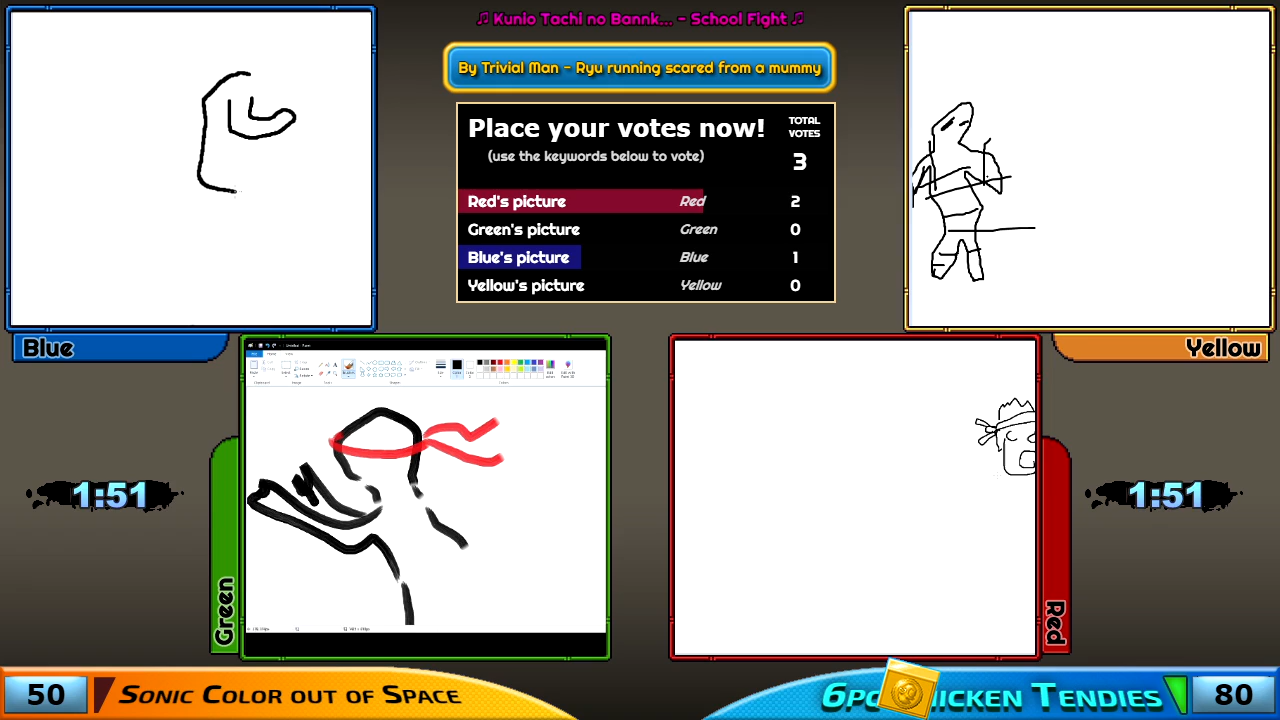 ♫ Kunio Tachi no Bannk... - School Fight ♫
By Trivial Man - Ryu running scared from a mummy
Place your votes now!
TOTAL VOTES
(use the keywords below to vote)
3
Red's picture Red 2
Green's picture Green 0
Blue's picture Blue 1
Yellow's picture Yellow 0
Blue
Yellow
1:51
1:51
Green
Red
50
Sonic Color out of Space
Tendies
80